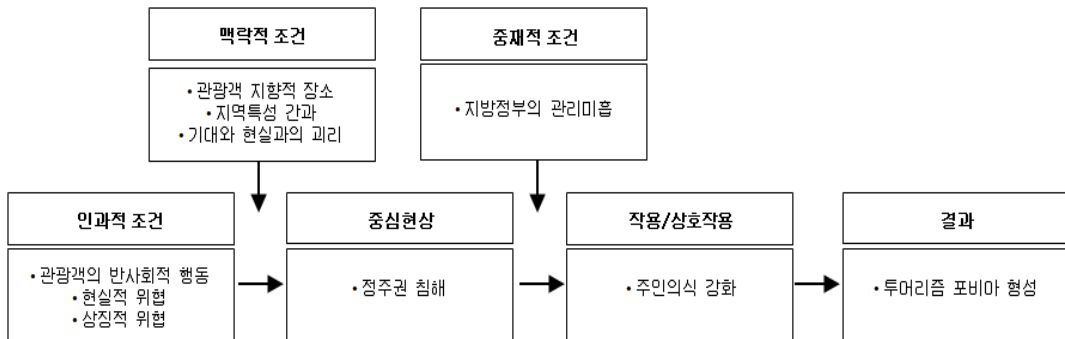 맥락적 조건
• 관광객 지향적 장소
• 지역특성 간과
• 기대와 현실과의 괴리
중재적 조건
• 지방정부의 관리미흡
인과적 조건
• 관광객의 반사회적 행동
• 현실적 위협
• 상징적 위협
중심현상
• 정주권 침해
작용/상호작용
• 주민의식 강화
결과
• 투어리즘 포비아 형성